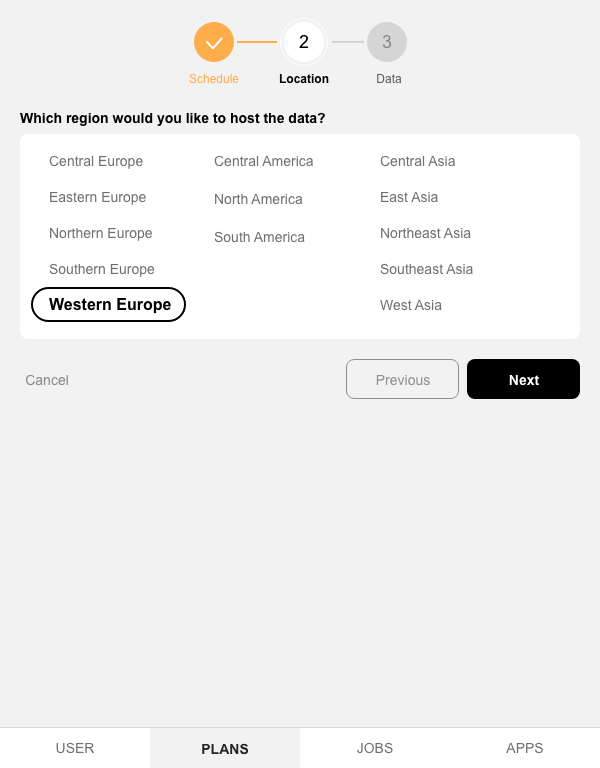 2
3
Schedule
Location
Data
Which region would you like to host the data?
Central Europe
Eastern Europe
Northern Europe
Southern Europe
Western Europe
Central America
North America
South America
Central Asia
East Asia
Northeast Asia
Southeast Asia
West Asia
Cancel
Previous
Next
USER
PLANS
JOBS
APPS